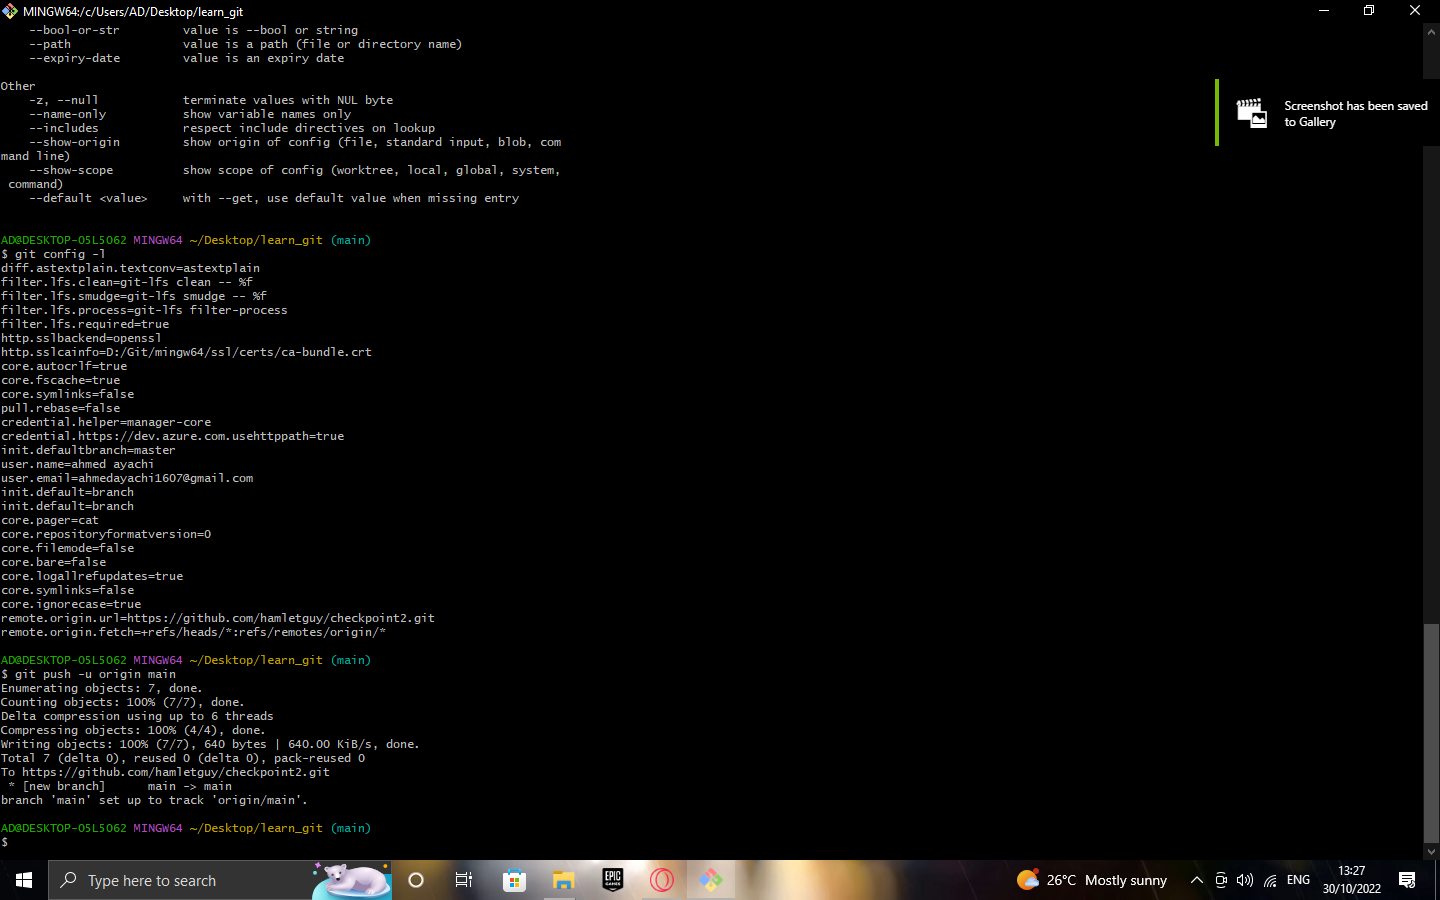 MINGW64:/c/Users/AD/Desktop/learn_git
--bool-or-str value is --bool or string
--path value is a path (file or directory name)
--expiry-date value is an expiry date
Other
-z, --null terminate values with NUL byte
--name-only show variable names only
--includes respect include directives on lookup
--show-origin show origin of config (file, standard input, blob, com
mand line)
--show-scope show scope of config (worktree, local, global, system,
command)
--default <value> with --get, use default value when missing entry
Screenshot has been saved
to Gallery
AD@DESKTOP-O5L5O62 MINGW64 ~/Desktop/learn_git (main)
$ git config -l
diff.astextplain.textconv=astextplain
filter.lfs.clean=git-lfs clean -- %f
filter.lfs.smudge=git-lfs smudge -- %f
filter.lfs.process=git-lfs filter-process
filter.lfs.required=true
http.sslbackend=openssl
http.sslcainfo=D:/Git/mingw64/ssl/certs/ca-bundle.crt
core.autocrlf=true
core.fscache=true
core.symlinks=false
pull.rebase=false
credential.helper=manager-core
credential.https://dev.azure.com.usehttppath=true
init.defaultbranch=master
user.name=ahmed ayachi
user.email=ahmedayachi1607@gmail.com
init.default=branch
init.default=branch
core.pager=cat
core.repositoryformatversion=0
core.filemode=false
core.bare=false
core.logallrefupdates=true
core.symlinks=false
core.ignorecase=true
remote.origin.url=https://github.com/hamletguy/checkpoint2.git
remote.origin.fetch=+refs/heads/*:refs/remotes/origin/*
AD@DESKTOP-O5L5O62 MINGW64 ~/Desktop/learn_git (main)
$ git push -u origin main
Enumerating objects: 7, done.
Counting objects: 100% (7/7), done.
Delta compression using up to 6 threads
Compressing objects: 100% (4/4), done.
Writing objects: 100% (7/7), 640 bytes | 640.00 KiB/s, done.
Total 7 (delta 0), reused 0 (delta 0), pack-reused 0
To https://github.com/hamletguy/checkpoint2.git
* [new branch] main -> main
branch 'main' set up to track 'origin/main'.
AD@DESKTOP-O5L5O62 MINGW64 ~/Desktop/learn_git (main)
$
Type here to search
EPIC
GAMES
26°C Mostly sunny
ENG
13:27
30/10/2022